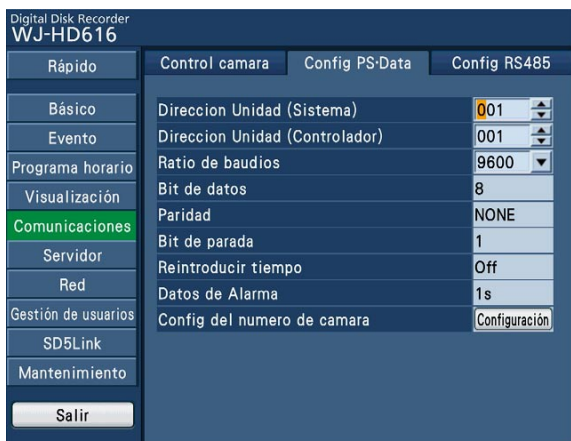 Digital Disk Recorder
WJ-HD616
Rápido
Básico
Evento
Programa horario
Visualización
Comunicaciones
Servidor
Red
Gestión de usuarios
SD5Link
Mantenimiento
Salir
Control camara Config PS·Data Config RS485
Direccion Unidad (Sistema) 001
Direccion Unidad (Controlador) 001
Ratio de baudios 9600
Bit de datos 8
Paridad NONE
Bit de parada 1
Reintroducir tiempo Off
Datos de Alarma 1s
Config del numero de camara Configuración